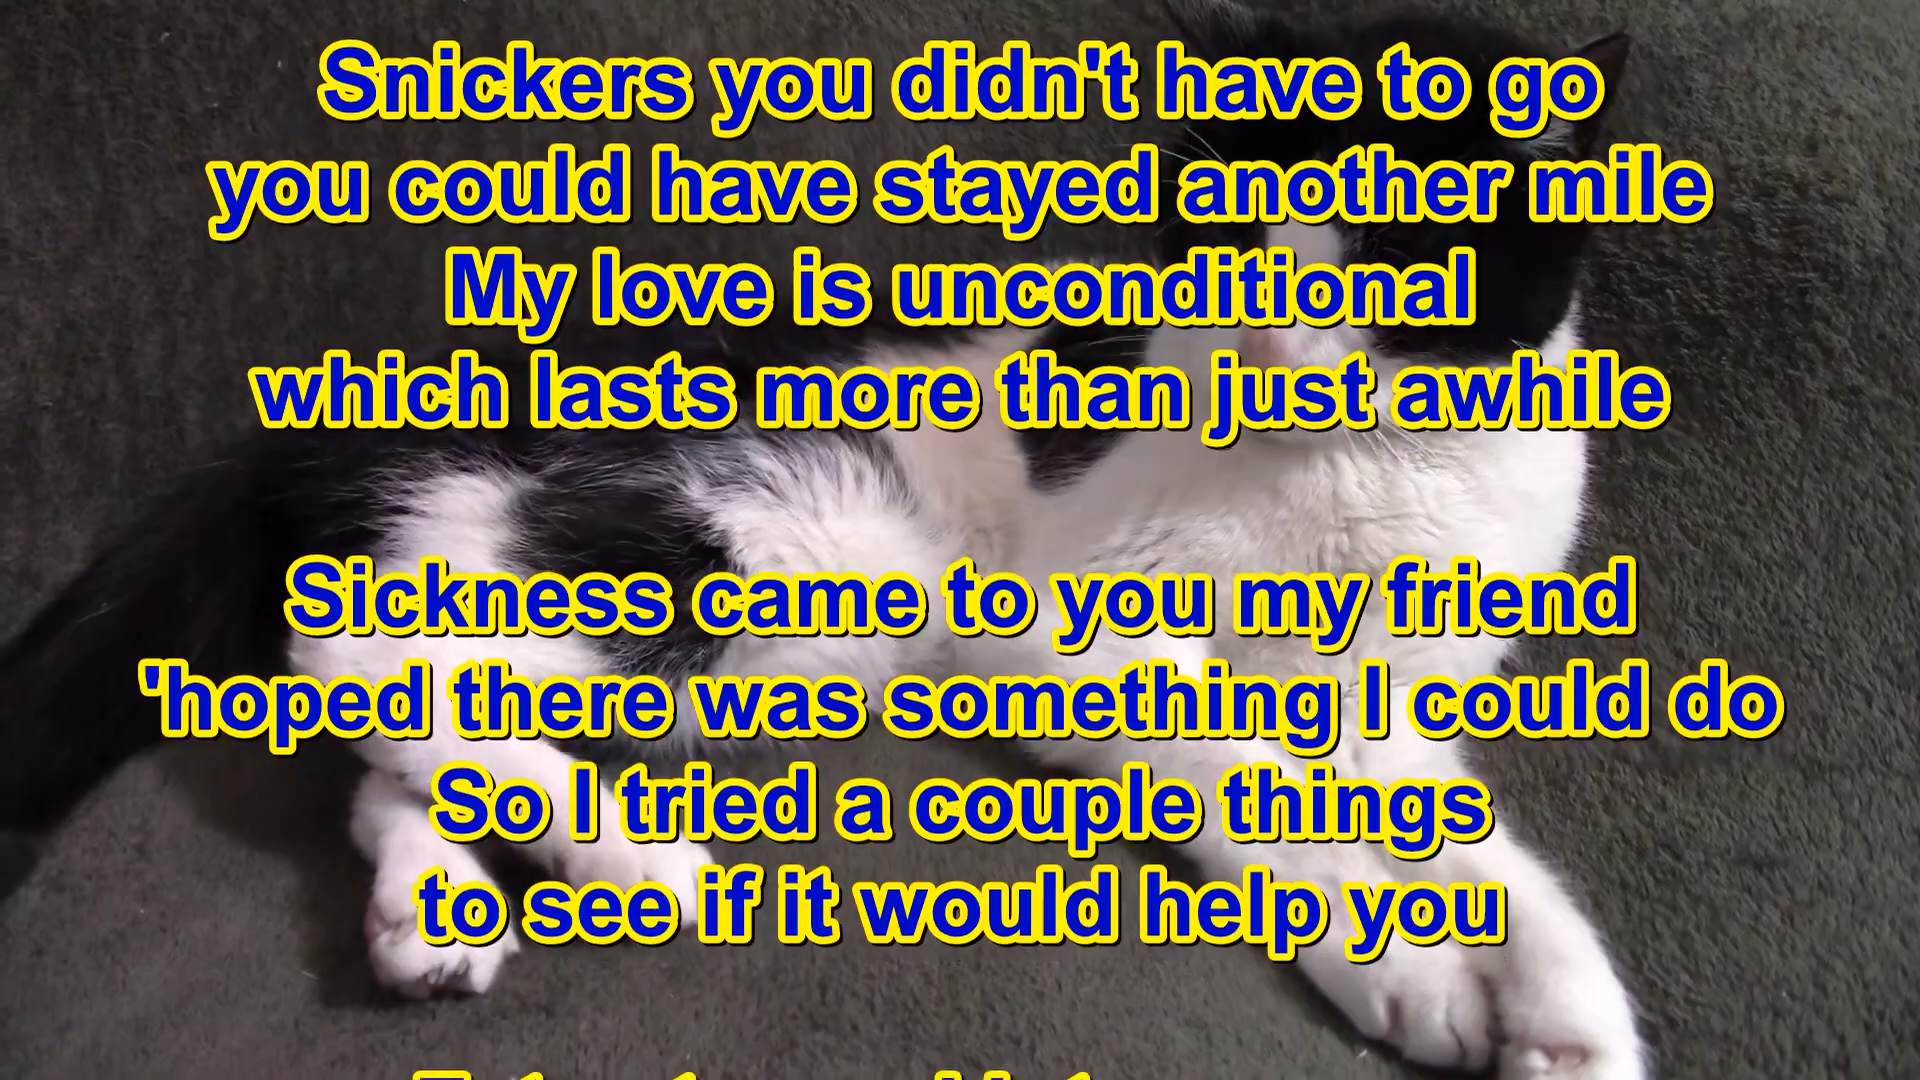 Snickers you didn't have to go
you could have stayed another mile
My love is unconditional
which lasts more than just awhile
Sickness came to you my friend
'hoped there was something I could do
So I tried a couple things
to see if it would help you